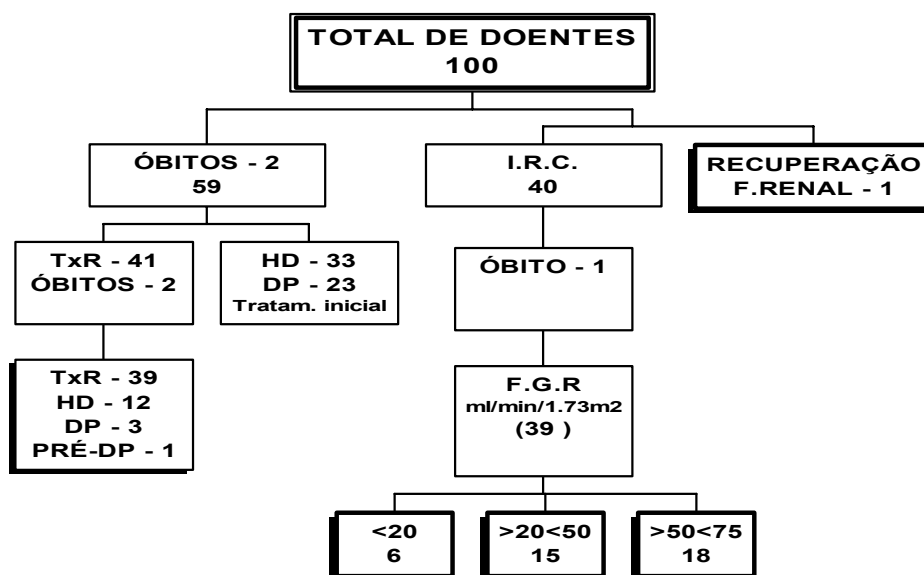 TOTAL DE DOENTES
100
ÓBITOS - 2
59
I.R.C.
40
RECUPERAÇÃO
F.RENAL - 1
TxR - 41
ÓBITOS - 2
HD - 33
DP - 23
Tratam. inicial
ÓBITO - 1
TxR - 39
HD - 12
DP - 3
PRÉ-DP - 1
F.G.R
ml/min/1.73m2
(39 )
<20
6
>20<50
15
>50<75
18